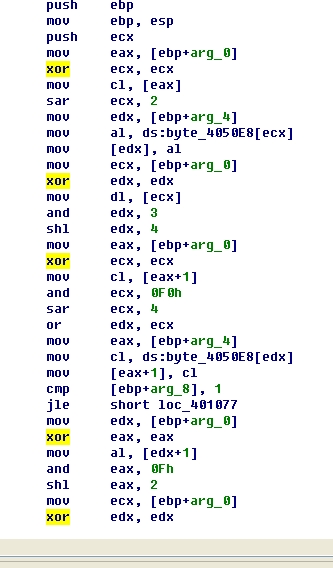 push ebp
mov ebp, esp
push ecx
mov eax, [ebp+arg_0]
xor ecx, ecx
mov cl, [eax]
sar ecx, 2
mov edx, [ebp+arg_4]
mov al, ds:byte_4050E8[ecx]
mov [edx], al
mov ecx, [ebp+arg_0]
xor edx, edx
mov dl, [ecx]
and edx, 3
shl edx, 4
mov eax, [ebp+arg_0]
xor ecx, ecx
mov cl, [eax+1]
and ecx, 0F0h
sar ecx, 4
or edx, ecx
mov eax, [ebp+arg_4]
mov cl, ds:byte_4050E8[edx]
mov [eax+1], cl
cmp [ebp+arg_8], 1
jle short loc_401077
mov edx, [ebp+arg_0]
xor eax, eax
mov al, [edx+1]
and eax, 0Fh
shl eax, 2
mov ecx, [ebp+arg_0]
xor edx, edx